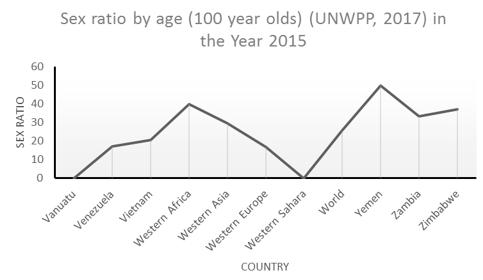 Sex ratio by age (100 year olds) (UNWPP, 2017) in
the Year 2015
60
50
40
30
20
10
0
SEX RATIO
Vanuatu
Venezuela
Vietnam
Western Africa
Western Asia
Western Europe
Western Sahara
World
Yemen
Zambia
Zimbabwe
COUNTRY